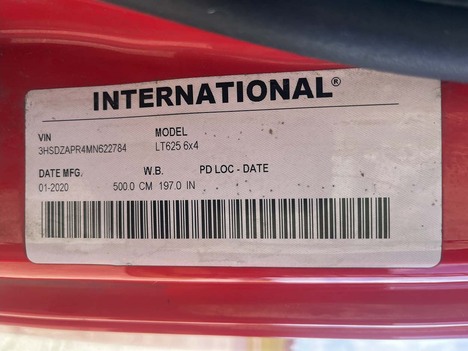 INTERNATIONAL®
VIN MODEL
3HSDZAPR4MN622784 LT625 6x4
DATE MFG. W.B. PD LOC - DATE
01-2020 500.0 CM 197.0 IN